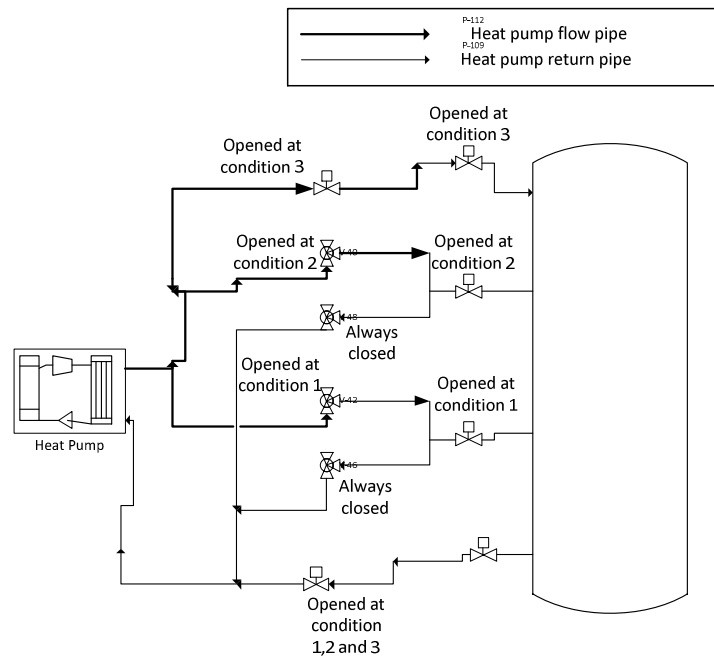 P-112
Heat pump flow pipe
P-109
Heat pump return pipe
Opened at
condition 3
Opened at
condition 3
Opened at
condition 2
V-40
Opened at
condition 2
V-48
Always
closed
Opened at
condition 1
V-42
Opened at
condition 1
V-46
Always
closed
Heat Pump
Opened at
condition
1,2 and 3